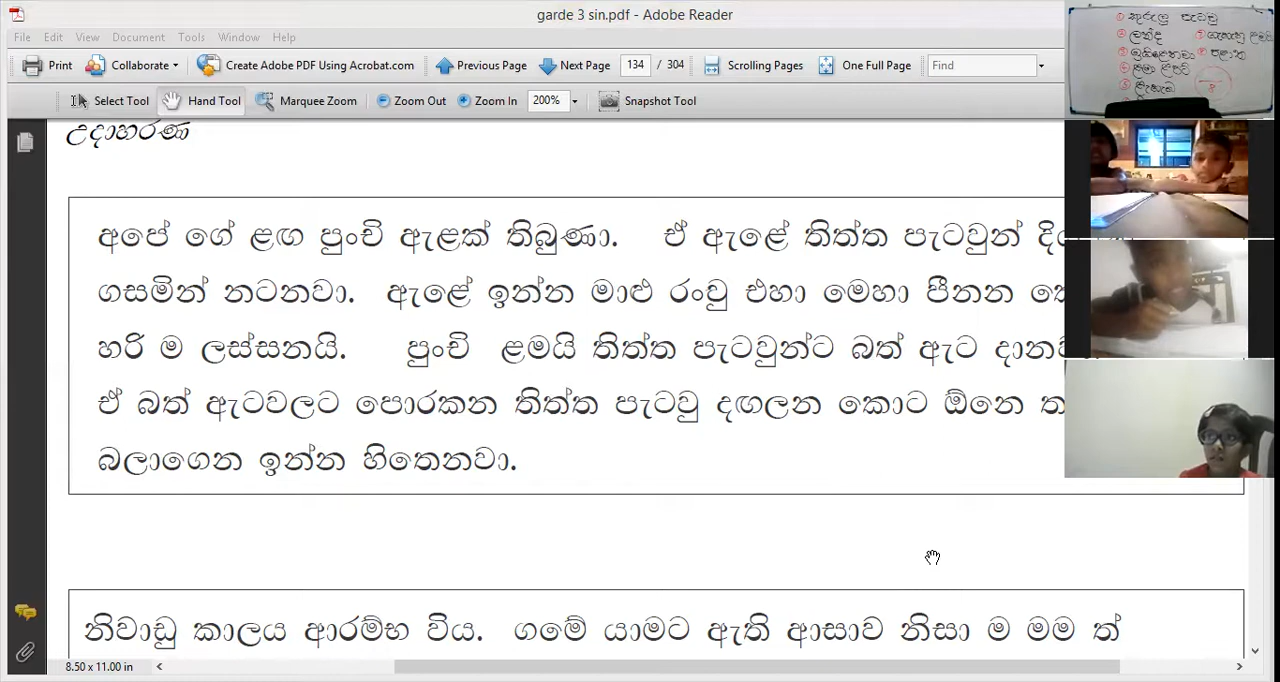 garde 3 sin.pdf - Adobe Reader
File Edit View Document Tools Window Help
Print Collaborate Create Adobe PDF Using Acrobat.com Previous Page Next Page 134 / 304 Scrolling Pages One Full Page Find
Select Tool Hand Tool Marquee Zoom Zoom Out Zoom In 200% Snapshot Tool
උදාහරණ
අපේ ගේ ළඟ පුංචි ඇළක් තිබුණා. ඒ ඇළේ තිත්ත පැටවුන්
ගසමින් නටනවා. ඇළේ ඉන්න මාළු රංචු එහා මෙහා පීනන
හරි ම ලස්සනයි. පුංචි ළමයි තිත්ත පැටවුන්ට බත් ඇට
ඒ බත් ඇටවලට පොරකන තිත්ත පැටවු දඟලන කොට ඕනෙ
බලාගෙන ඉන්න හිතෙනවා.
නිවාඩු කාලය ආරම්භ විය. ගමේ යාමට ඇති ආසාව නිසා ම මම ත්
8.50 x 11.00 in